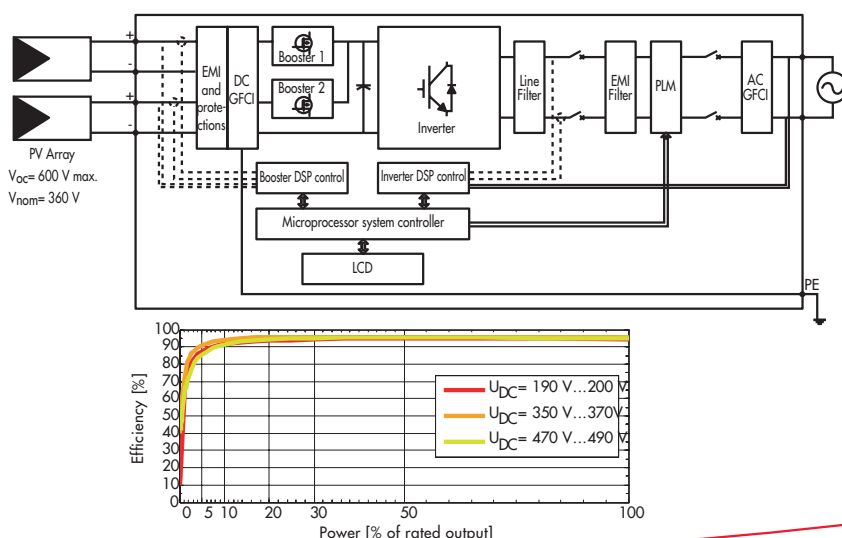 +
-
+
-
PV Array
VOC= 600 V max.
Vnom= 360 V
EMI
and
prote-
ctions
DC
GFCI
Booster 1
Booster 2
Inverter
Line
Filter
EMI
Filter
PLM
AC
GFCI
Booster DSP control
Inverter DSP control
Microprocessor system controller
LCD
PE
Efficiency [%]
100
90
80
70
60
50
40
30
20
10
0
0 5 10 20 30 50 100
Power [% of rated output]
UDC= 190 V...200 V
UDC= 350 V...370V
UDC= 470 V...490 V